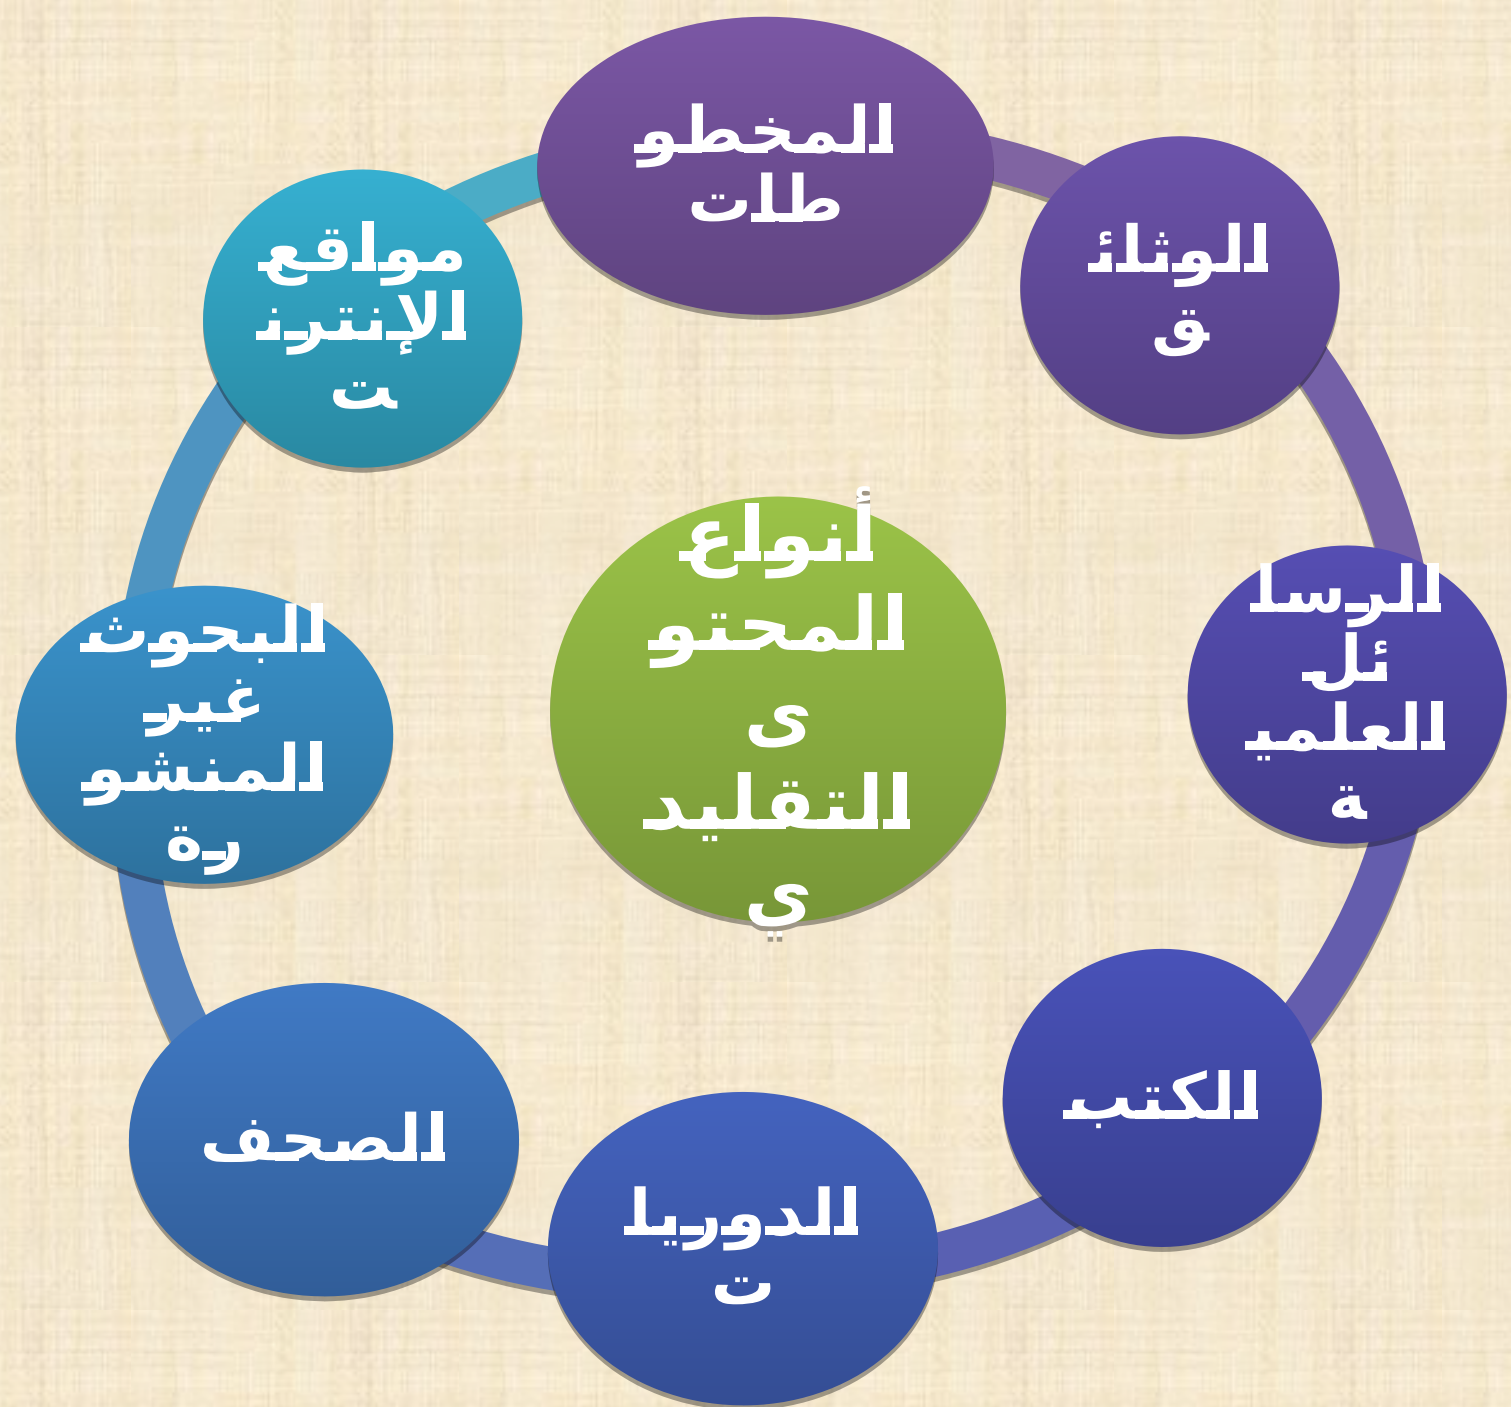 المخطو
طات
الوثائ
ق
الرسا
ئل
العلمي
ة
الكتب
الدوريا
ت
الصحف
البحوث
غير
المنشو
رة
مواقع
الإنترن
ت
أنواع
المحتو
ى
التقليد
ي